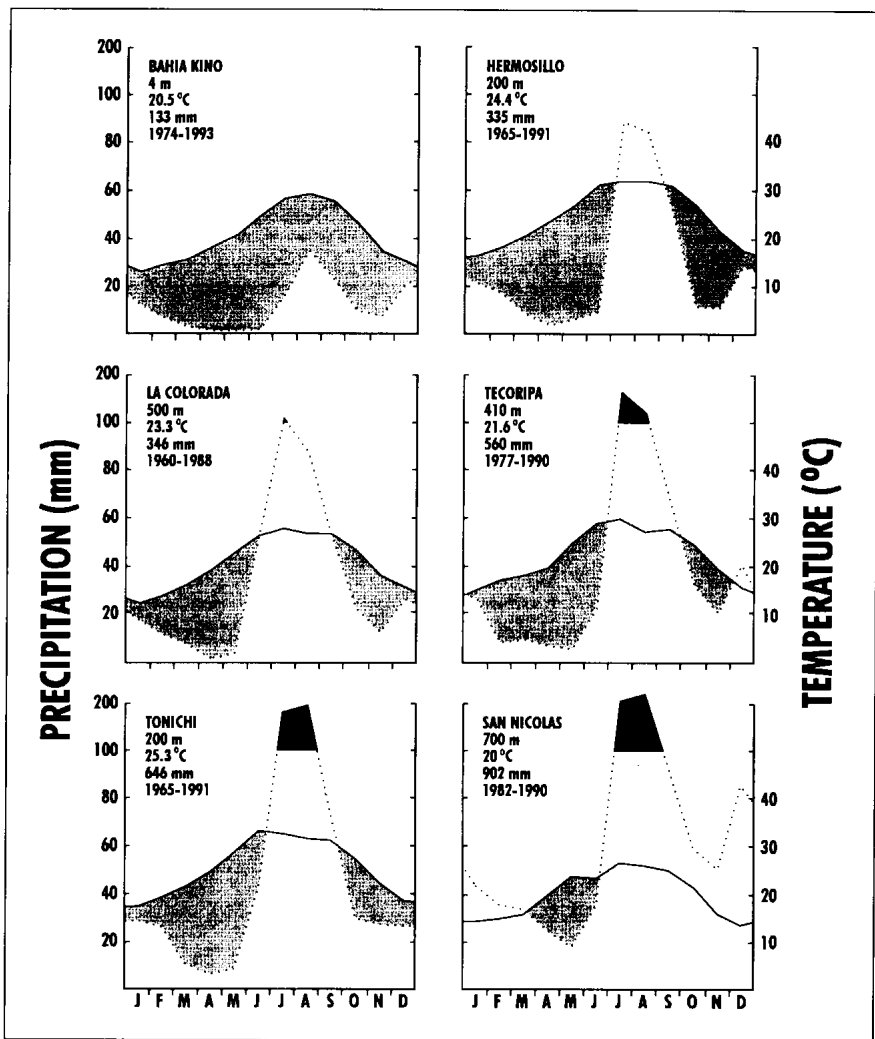 PRECIPITATION (mm)
TEMPERATURE (°C)
200
100
80
60
40
20
BAHIA KINO
4 m
20.5 °C
133 mm
1974-1993
HERMOSILLO
200 m
24.4 °C
335 mm
1965-1991
40
30
20
10
200
100
80
60
40
20
LA COLORADA
500 m
23.3 °C
346 mm
1960-1988
TECORIPA
410 m
21.6 °C
560 mm
1977-1990
40
30
20
10
200
100
80
60
40
20
TONICHI
200 m
25.3 °C
646 mm
1965-1991
SAN NICOLAS
700 m
20 °C
902 mm
1982-1990
40
30
20
10
J F M A M J J A S O N D
J F M A M J J A S O N D